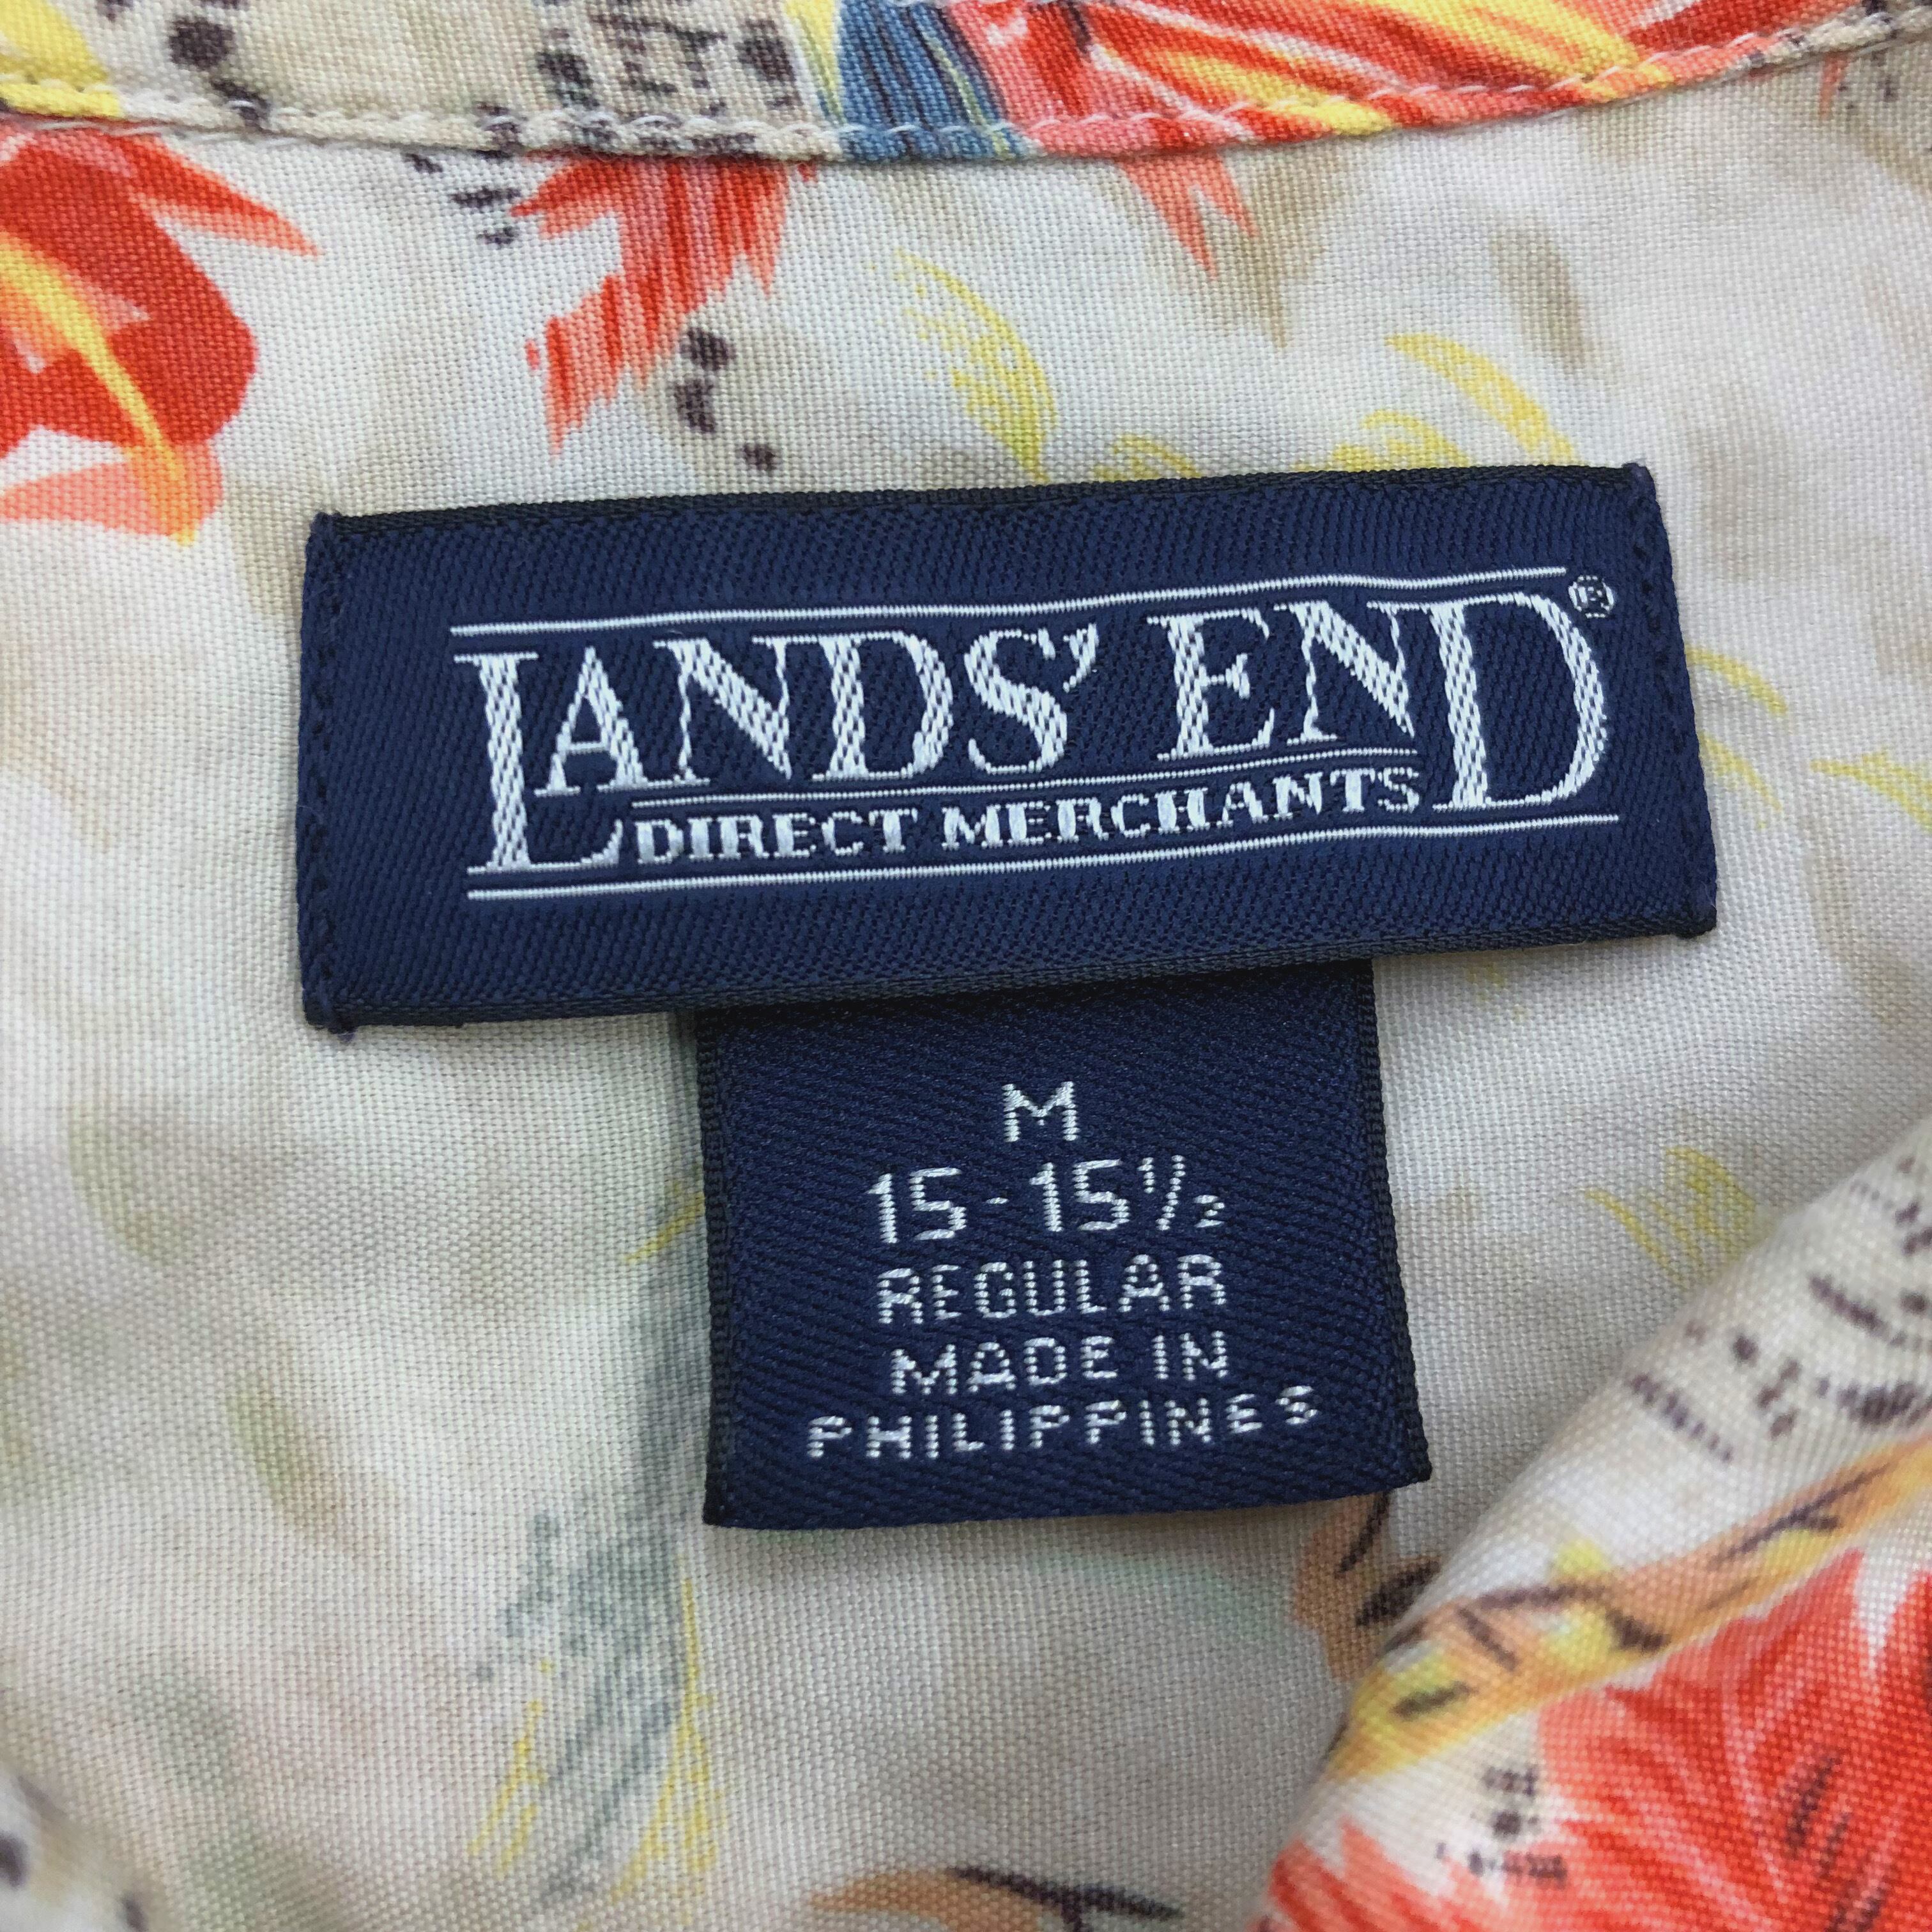 LANDS' END®
DIRECT MERCHANTS
M
15-15½
REGULAR
MADE IN
PHILIPPINES